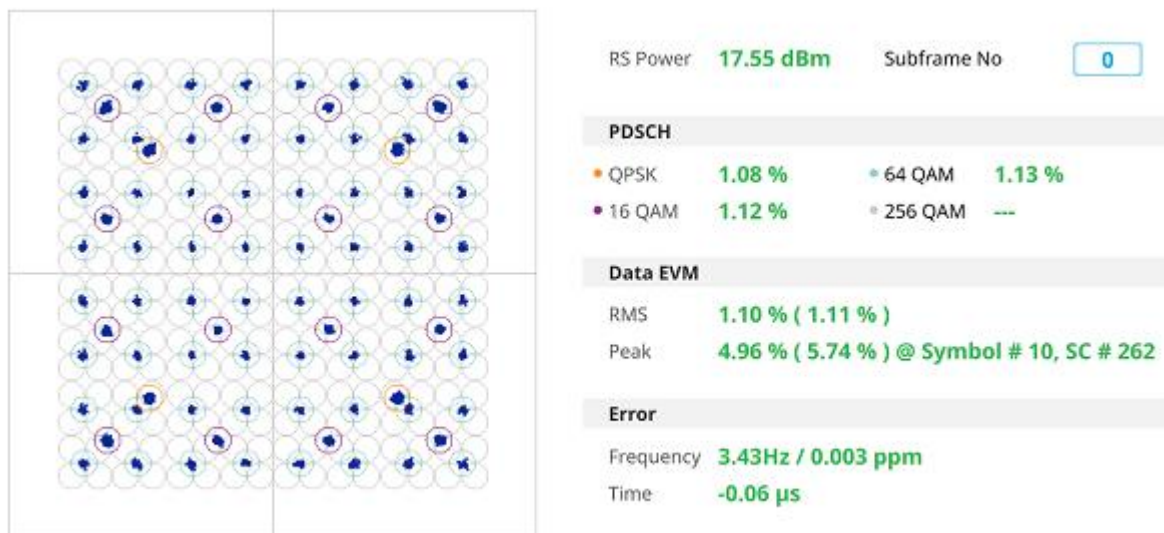 RS Power 17.55 dBm Subframe No 0
PDSCH
QPSK 1.08 % 64 QAM 1.13 %
16 QAM 1.12 % 256 QAM ---
Data EVM
RMS 1.10 % ( 1.11 % )
Peak 4.96 % ( 5.74 % ) @ Symbol # 10, SC # 262
Error
Frequency 3.43Hz / 0.003 ppm
Time -0.06 µs